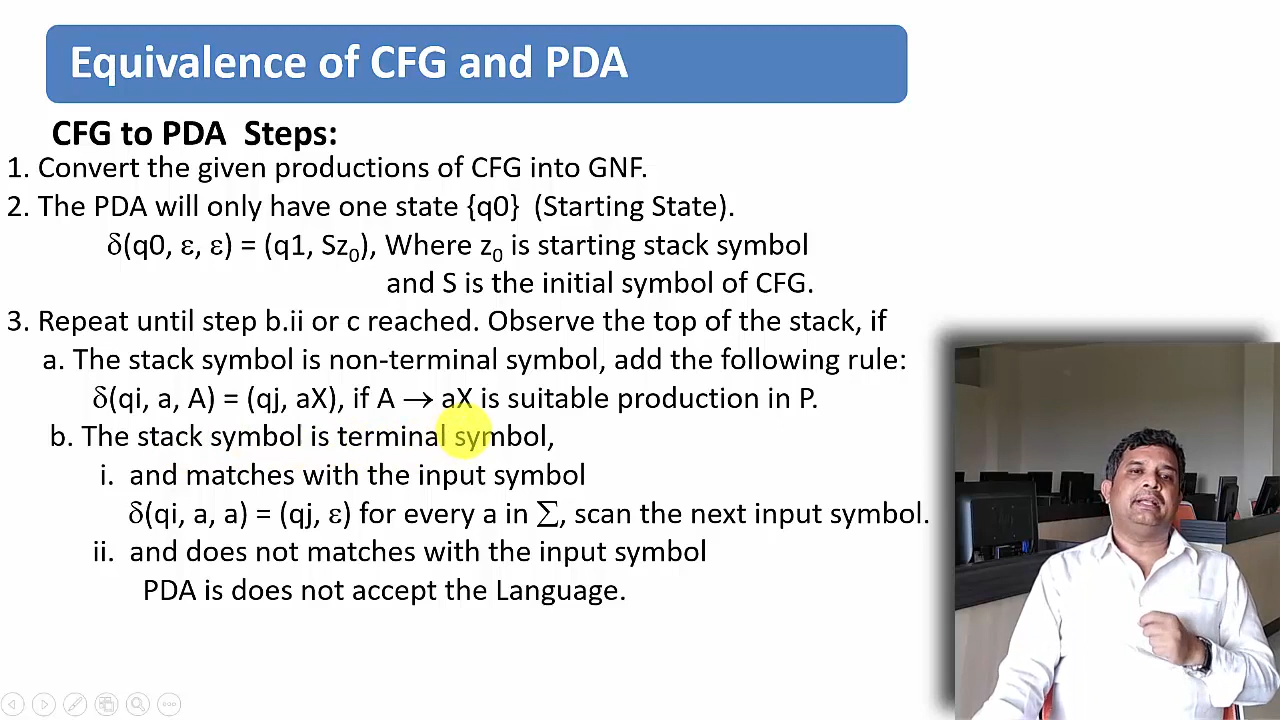 Equivalence of CFG and PDA
CFG to PDA Steps:
1. Convert the given productions of CFG into GNF.
2. The PDA will only have one state {q0} (Starting State).
δ(q0, ε, ε) = (q1, Sz₀), Where z₀ is starting stack symbol
and S is the initial symbol of CFG.
3. Repeat until step b.ii or c reached. Observe the top of the stack, if
a. The stack symbol is non-terminal symbol, add the following rule:
δ(qi, a, A) = (qj, aX), if A → aX is suitable production in P.
b. The stack symbol is terminal symbol,
i. and matches with the input symbol
δ(qi, a, a) = (qj, ε) for every a in ∑, scan the next input symbol.
ii. and does not matches with the input symbol
PDA is does not accept the Language.